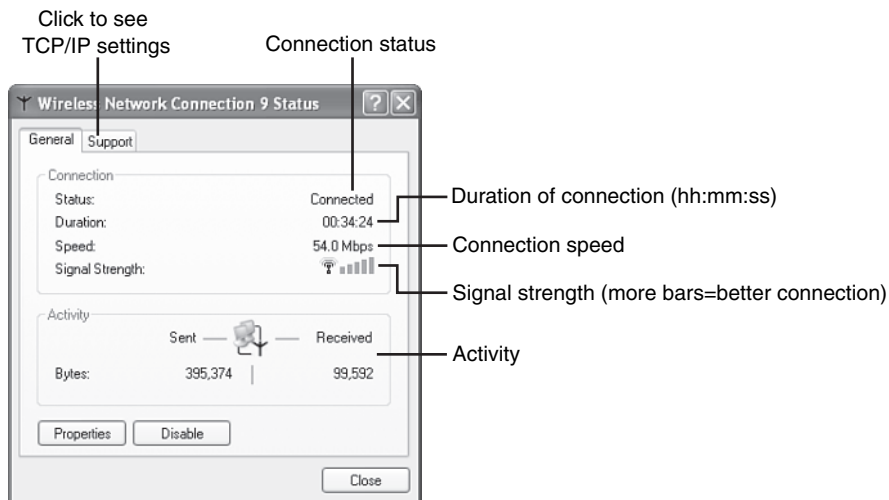 Click to see
TCP/IP settings
Connection status
Wireless Network Connection 9 Status
General
Support
Connection
Status:
Connected
Duration of connection (hh:mm:ss)
Duration:
00:34:24
Speed:
54.0 Mbps
Connection speed
Signal Strength:
Signal strength (more bars=better connection)
Activity
Sent
Received
Activity
Bytes:
395,374
99,592
Properties
Disable
Close